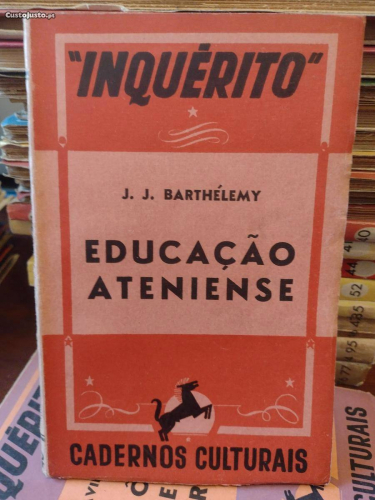 CustoJusto.pt
"INQUÉRITO"
J. J. BARTHÉLEMY
EDUCAÇÃO
ATENIENSE
CADERNOS CULTURAIS